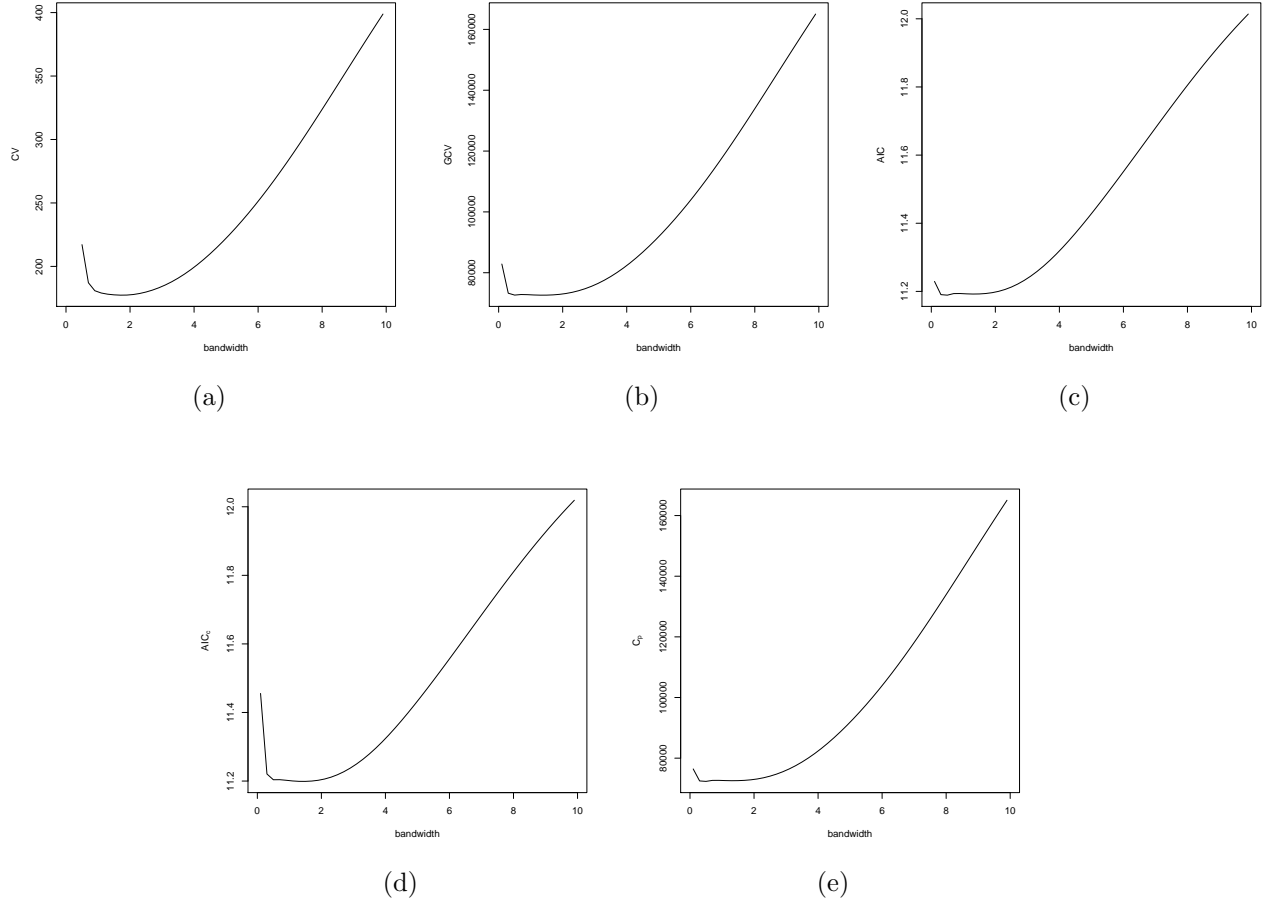 CV
200 250 300 350 400
0 2 4 6 8 10
bandwidth
(a)
GCV
80000 100000 120000 140000 160000
0 2 4 6 8 10
bandwidth
(b)
AIC
11.2 11.4 11.6 11.8 12.0
0 2 4 6 8 10
bandwidth
(c)
AICc
11.2 11.4 11.6 11.8 12.0
0 2 4 6 8 10
bandwidth
(d)
Cp
80000 100000 120000 140000 160000
0 2 4 6 8 10
bandwidth
(e)